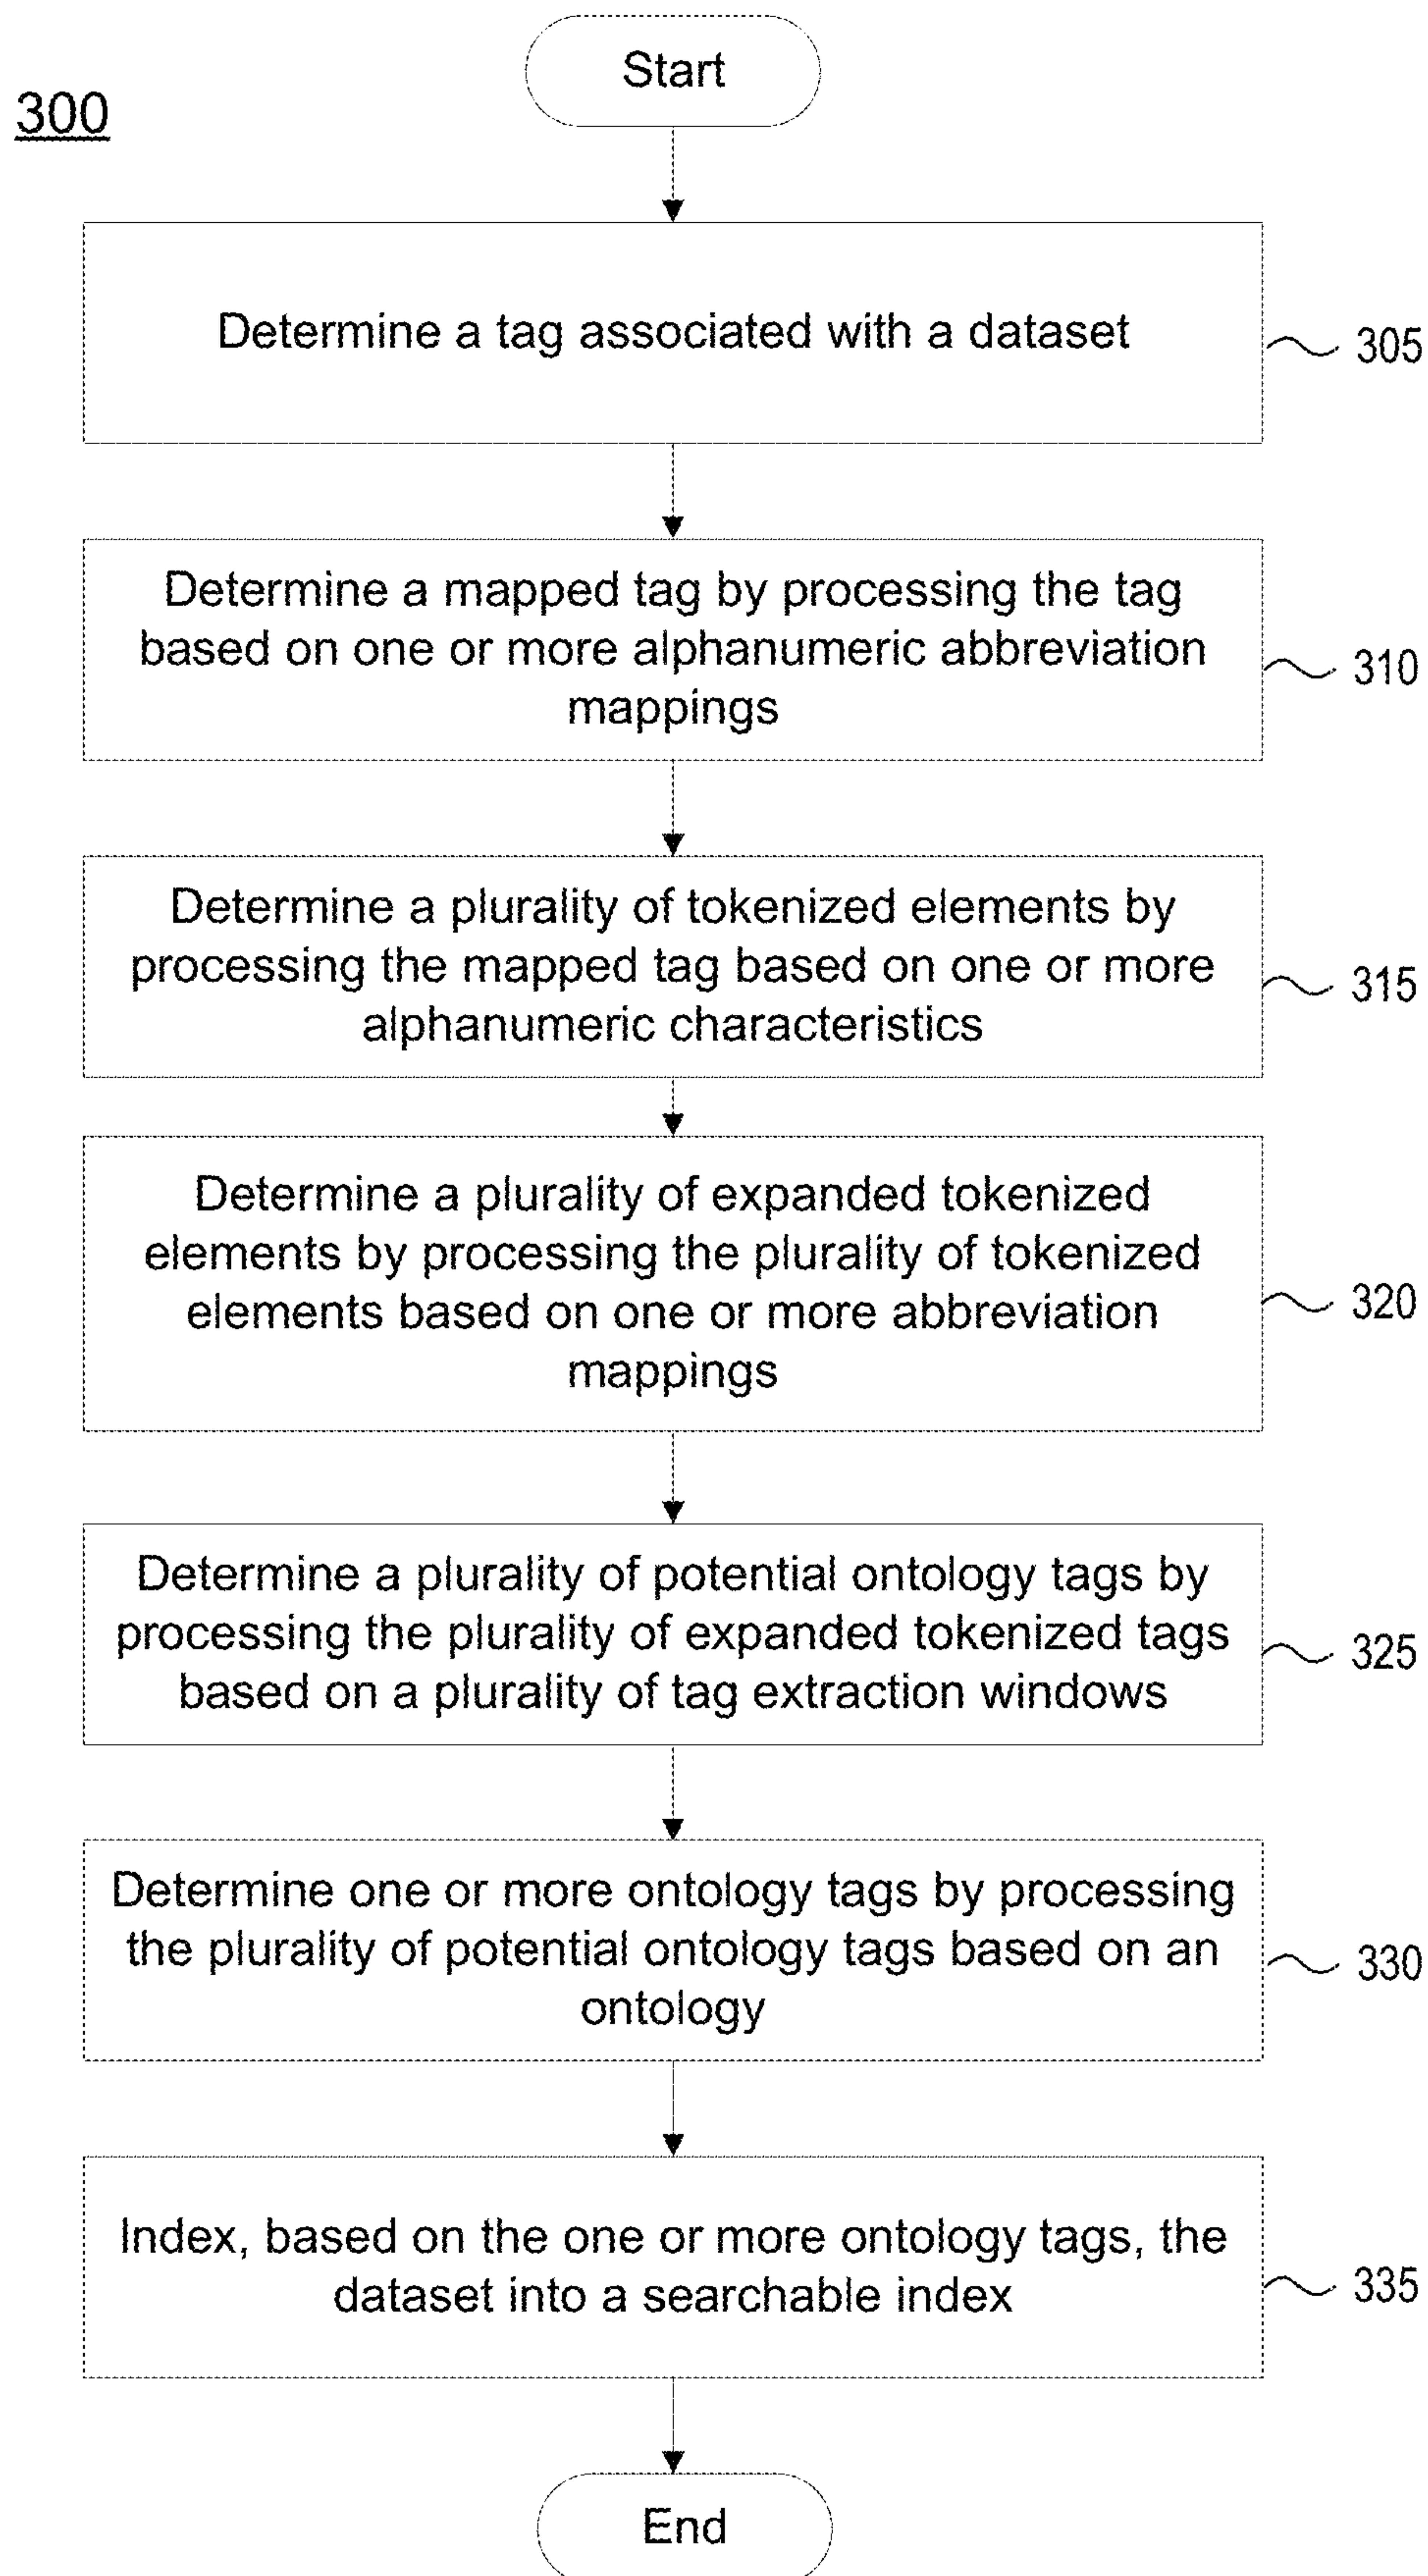 Start
300
Determine a tag associated with a dataset
305
Determine a mapped tag by processing the tag
based on one or more alphanumeric abbreviation
mappings
310
Determine a plurality of tokenized elements by
processing the mapped tag based on one or more
alphanumeric characteristics
315
Determine a plurality of expanded tokenized
elements by processing the plurality of tokenized
elements based on one or more abbreviation
mappings
320
Determine a plurality of potential ontology tags by
processing the plurality of expanded tokenized tags
based on a plurality of tag extraction windows
325
Determine one or more ontology tags by processing
the plurality of potential ontology tags based on an
ontology
330
Index, based on the one or more ontology tags, the
dataset into a searchable index
335
End